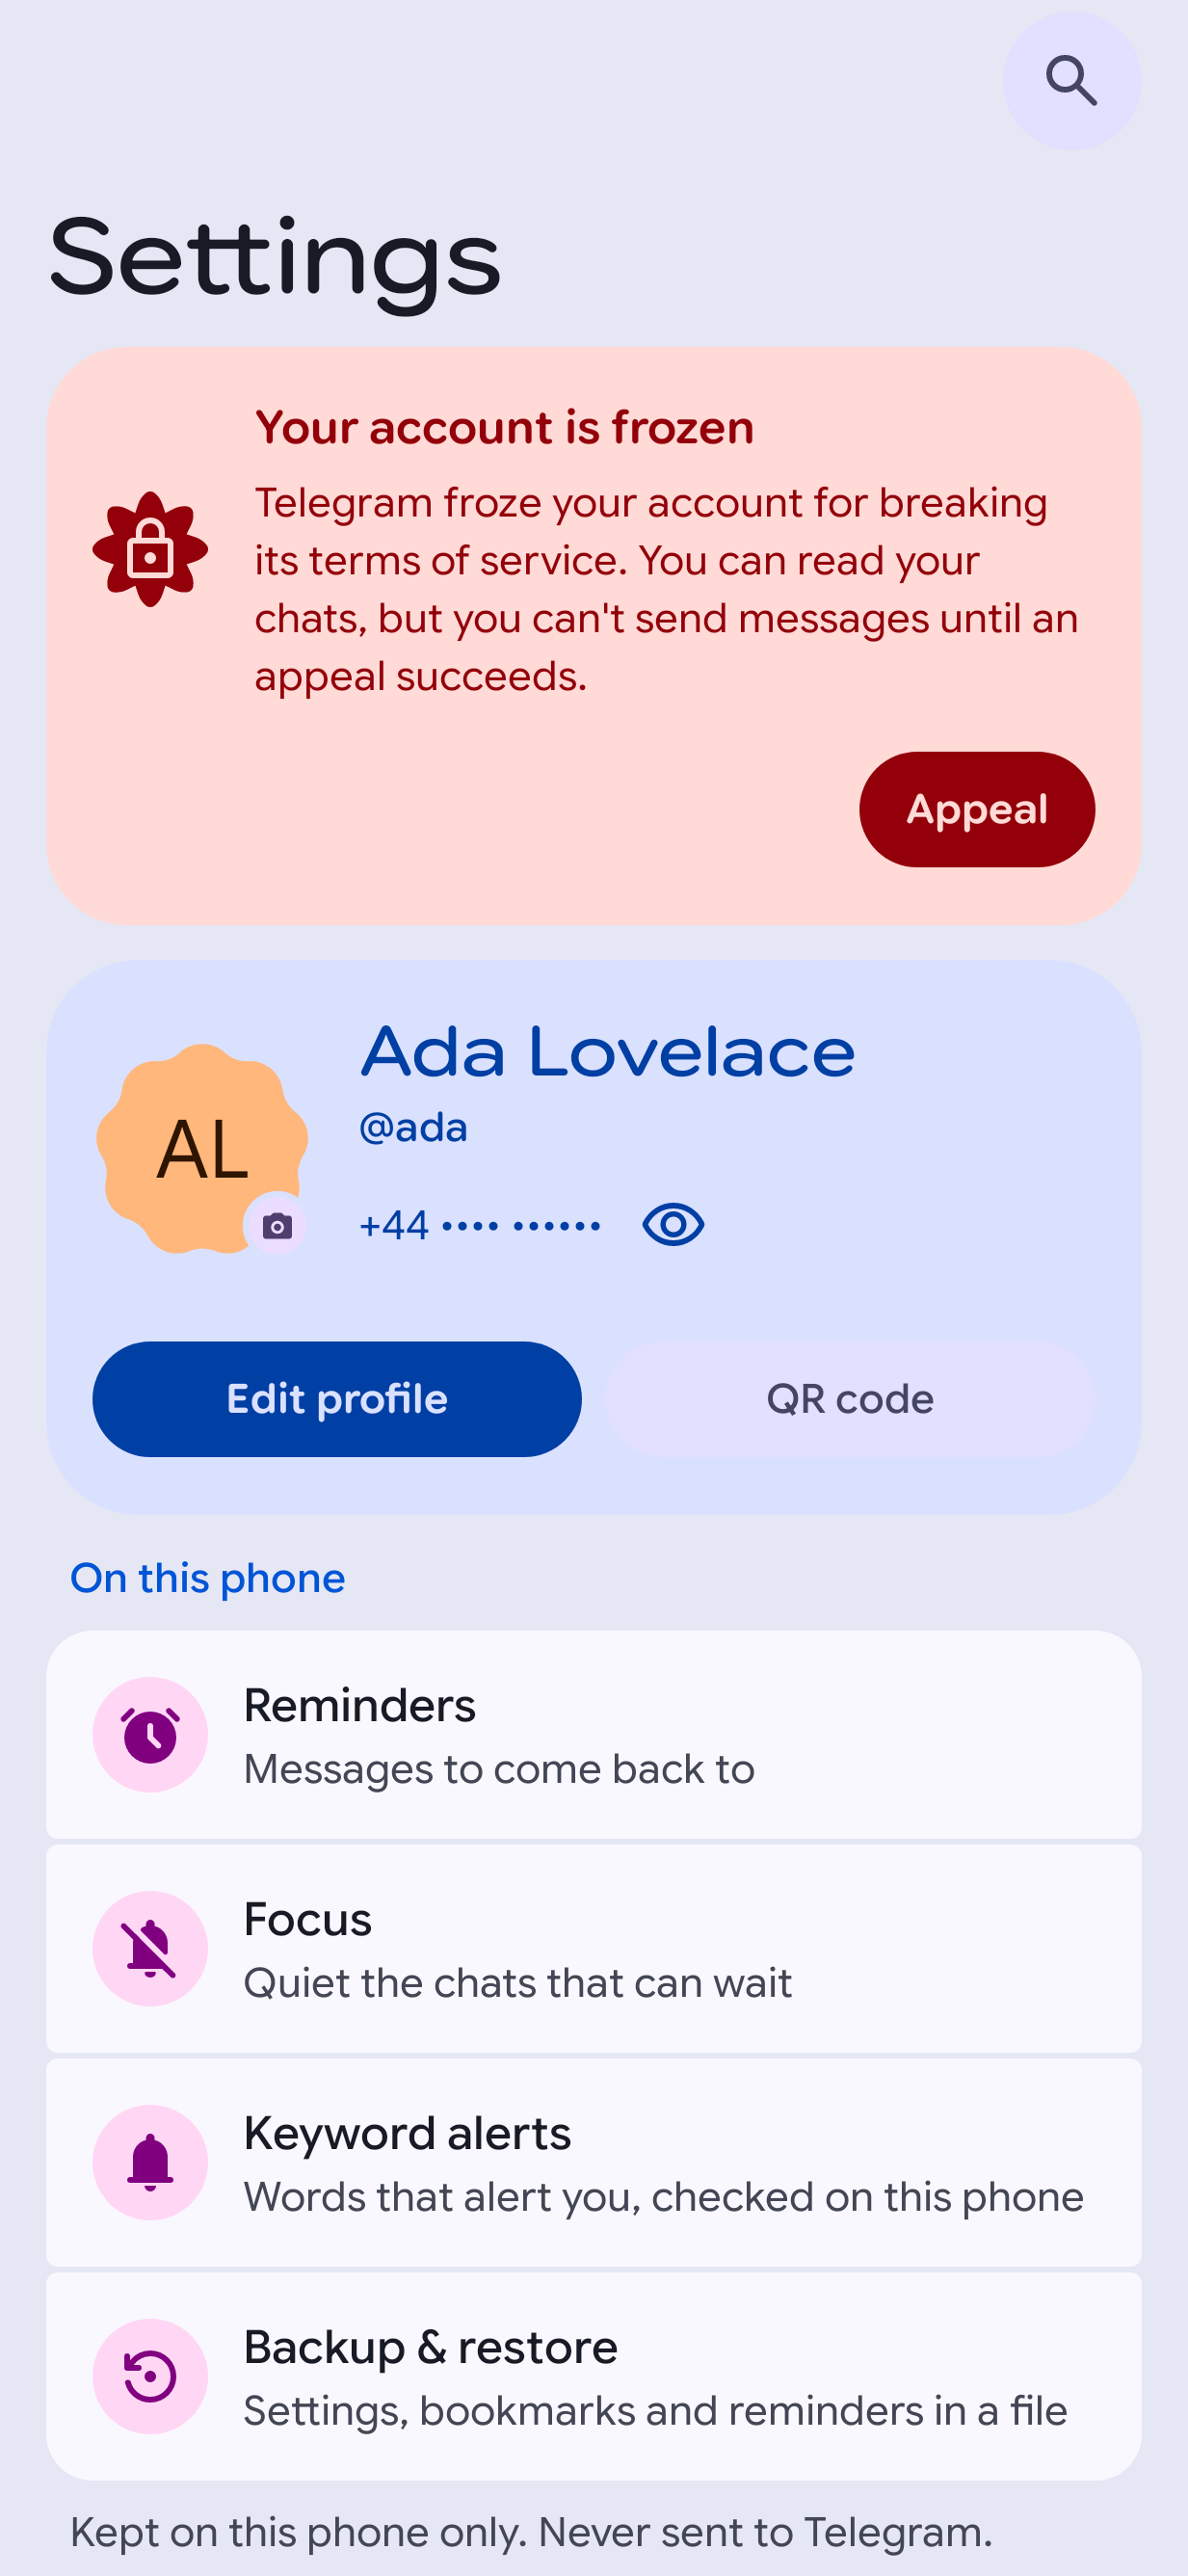 Settings
Your account is frozen
Telegram froze your account for breaking
its terms of service. You can read your
chats, but you can't send messages until an
appeal succeeds.
Appeal
AL
Ada Lovelace
@ada
+44 •••• ••••••
Edit profile
QR code
On this phone
Reminders
Messages to come back to
Focus
Quiet the chats that can wait
Keyword alerts
Words that alert you, checked on this phone
Backup & restore
Settings, bookmarks and reminders in a file
Kept on this phone only. Never sent to Telegram.